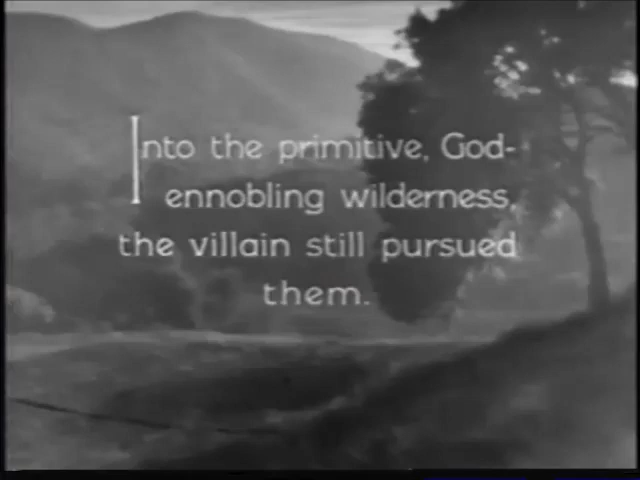 Into the primitive, God-
ennobling wilderness,
the villain still pursued
them.